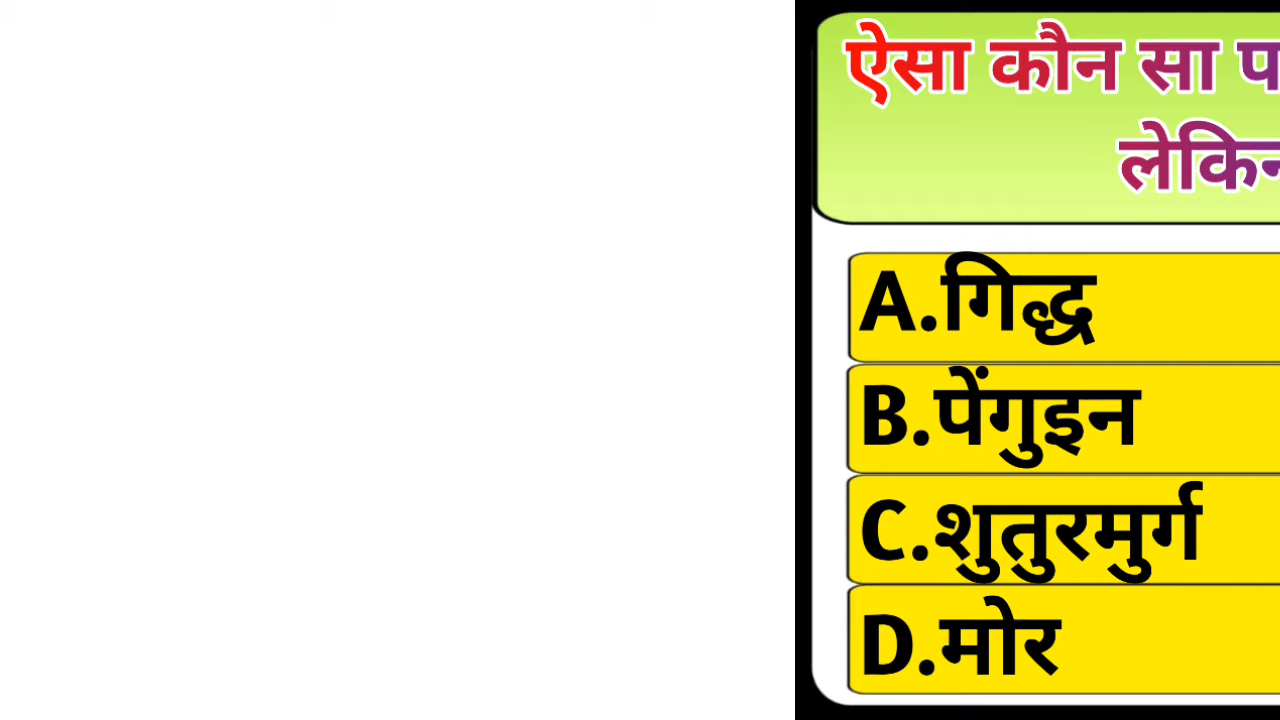 ऐसा कौन सा
लेकिन
A.गिद्ध
B.पेंगुइन
C.शुतुरमुर्ग
D.मोर